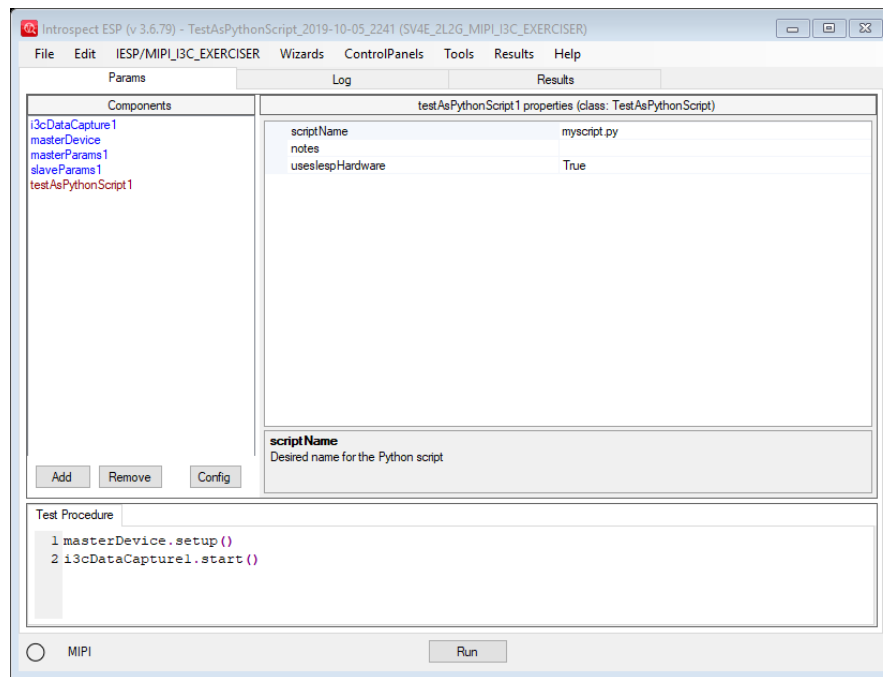 Introspect ESP (v 3.6.79) - TestAsPythonScript_2019-10-05_2241 (SV4E_2L2G_MIPI_I3C_EXERCISER)
File Edit IESP/MIPI_I3C_EXERCISER Wizards ControlPanels Tools Results Help
Params Log Results
Components
i3cDataCapture1
masterDevice
masterParams1
slaveParams1
testAsPythonScript1
Add Remove Config
testAsPythonScript1 properties (class: TestAsPythonScript)
scriptName myscript.py
notes
usesIespHardware True
scriptName
Desired name for the Python script
Test Procedure
1 masterDevice.setup()
2 i3cDataCapture1.start()
MIPI Run